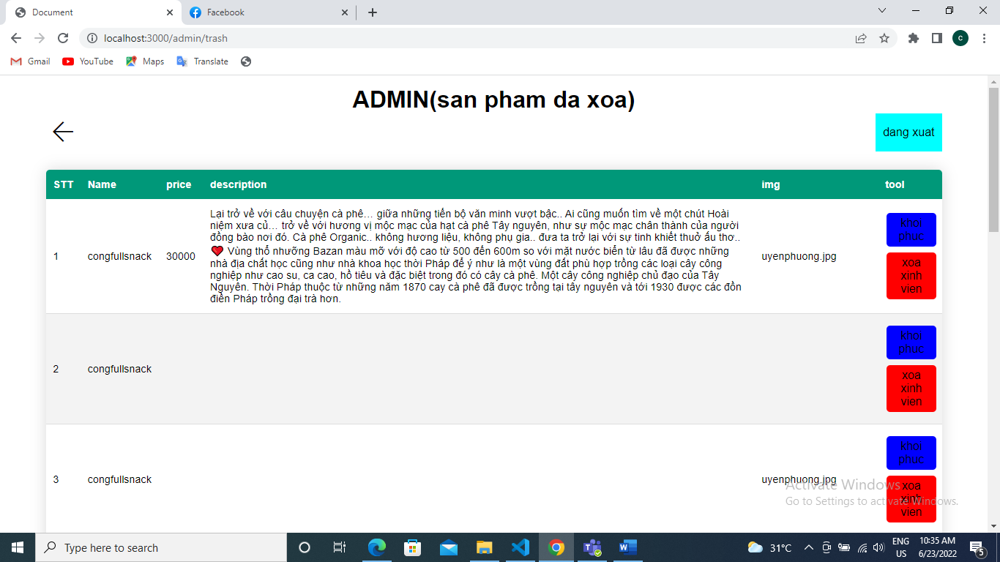 Document
Facebook
localhost:3000/admin/trash
c
Gmail
YouTube
Maps
Translate
ADMIN(san pham da xoa)
dang xuat
STT Name price description img tool
1 congfullsnack 30000
Lại trở về với câu chuyện cà phê… giữa những tiến bộ văn minh vượt bậc.. Ai cũng muốn tìm về một chút Hoài
niệm xưa củ… trở về với hương vị mộc mạc của hạt cà phê Tây nguyên, như sự mộc mạc chân thành của người
đồng bào nơi đó. Cà phê Organic.. không hương liệu, không phụ gia.. đưa ta trở lại với sự tinh khiết thuở ấu thơ..
❤️ Vùng thổ nhưỡng Bazan màu mỡ với độ cao từ 500 đến 600m so với mặt nước biển từ lâu đã được những
nhà địa chất học cũng như nhà khoa học thời Pháp để ý như là một vùng đất phù hợp trồng các loại cây công
nghiệp như cao su, ca cao, hồ tiêu và đặc biệt trong đó có cây cà phê. Một cây công nghiệp chủ đạo của Tây
Nguyên. Thời Pháp thuộc từ những năm 1870 cay cà phê đã được trồng tại tây nguyên và tới 1930 được các đồn
điền Pháp trồng đại trà hơn.
uyenphuong.jpg
khoi
phuc
xoa
xinh
vien
2 congfullsnack
khoi
phuc
xoa
xinh
vien
3 congfullsnack
uyenphuong.jpg
khoi
phuc
xoa
xinh
vien
Activate Windows
Go to Settings to activate Windows.
Type here to search
31°C
ENG
US
10:35 AM
6/23/2022
5